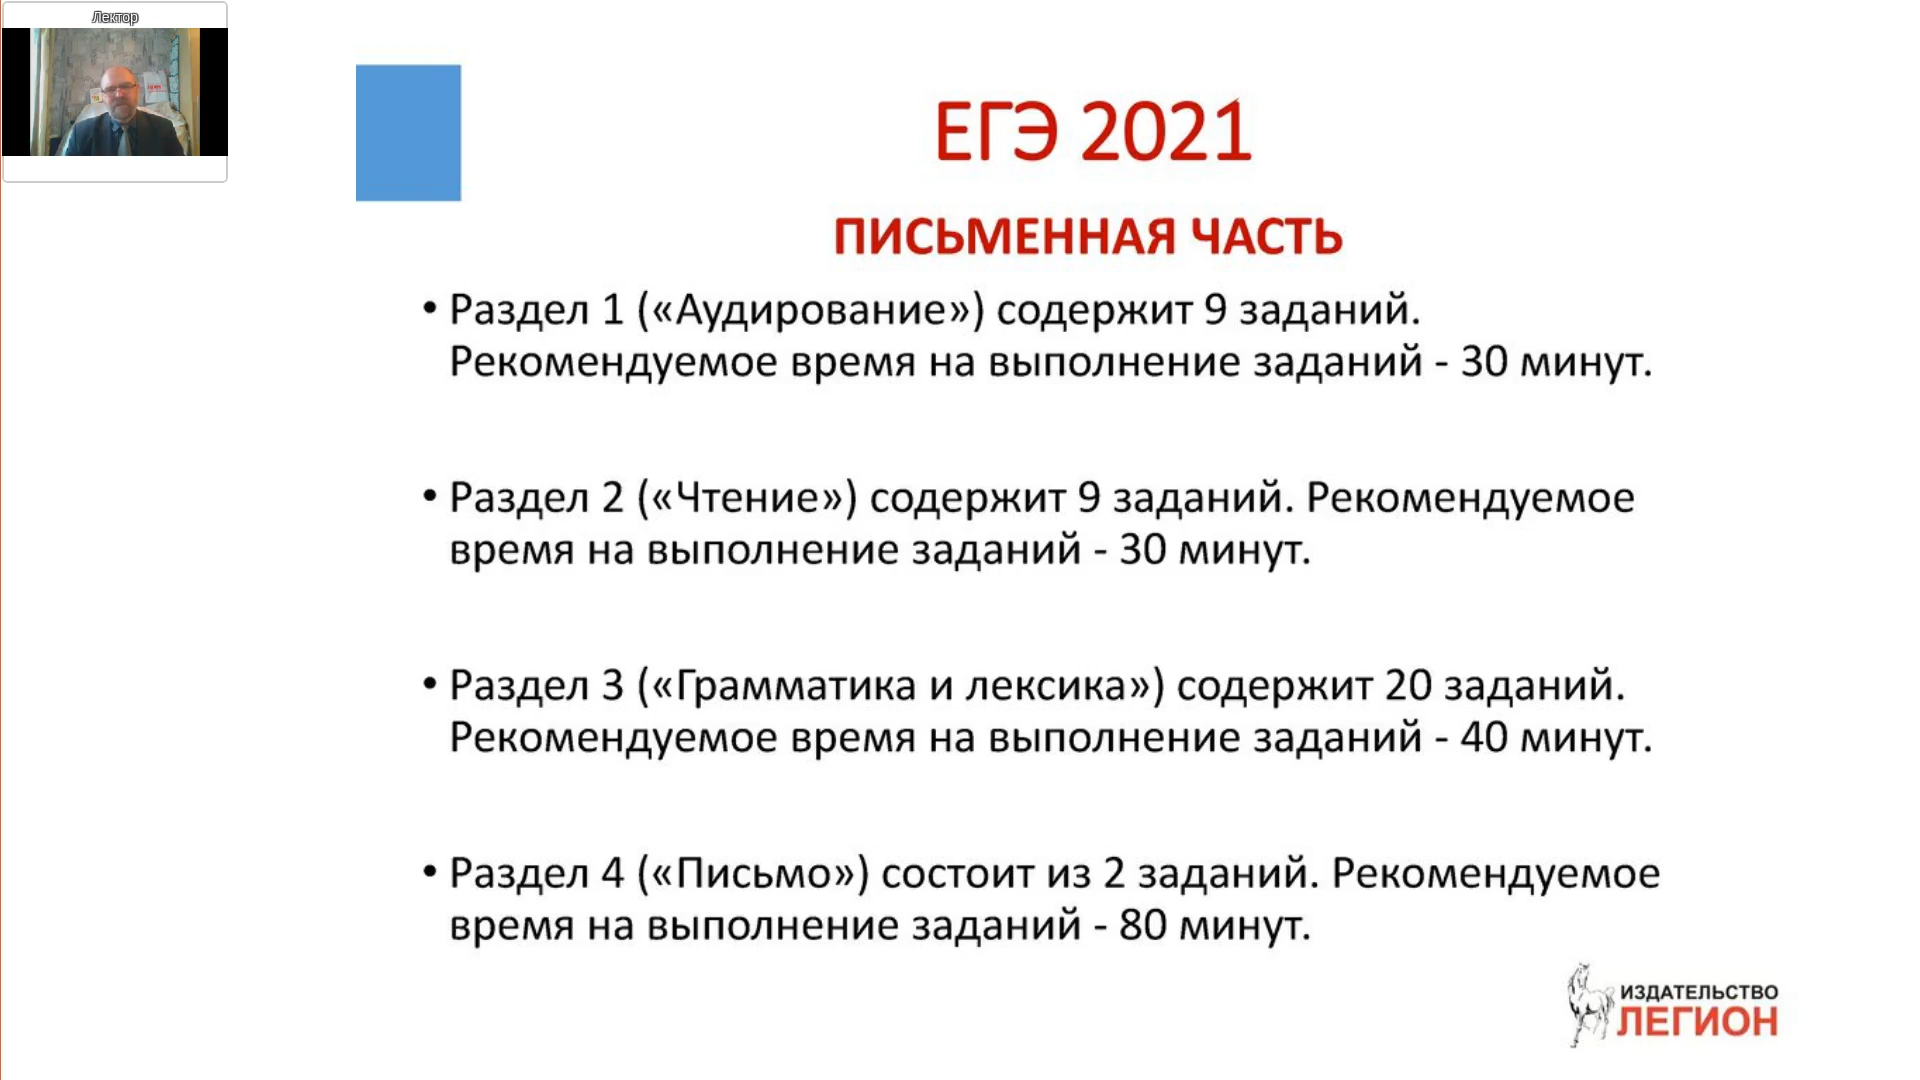 Лектор
ЕГЭ 2021
ПИСЬМЕННАЯ ЧАСТЬ
• Раздел 1 («Аудирование») содержит 9 заданий.
Рекомендуемое время на выполнение заданий - 30 минут.
• Раздел 2 («Чтение») содержит 9 заданий. Рекомендуемое
время на выполнение заданий - 30 минут.
• Раздел 3 («Грамматика и лексика») содержит 20 заданий.
Рекомендуемое время на выполнение заданий - 40 минут.
• Раздел 4 («Письмо») состоит из 2 заданий. Рекомендуемое
время на выполнение заданий - 80 минут.
ИЗДАТЕЛЬСТВО
ЛЕГИОН